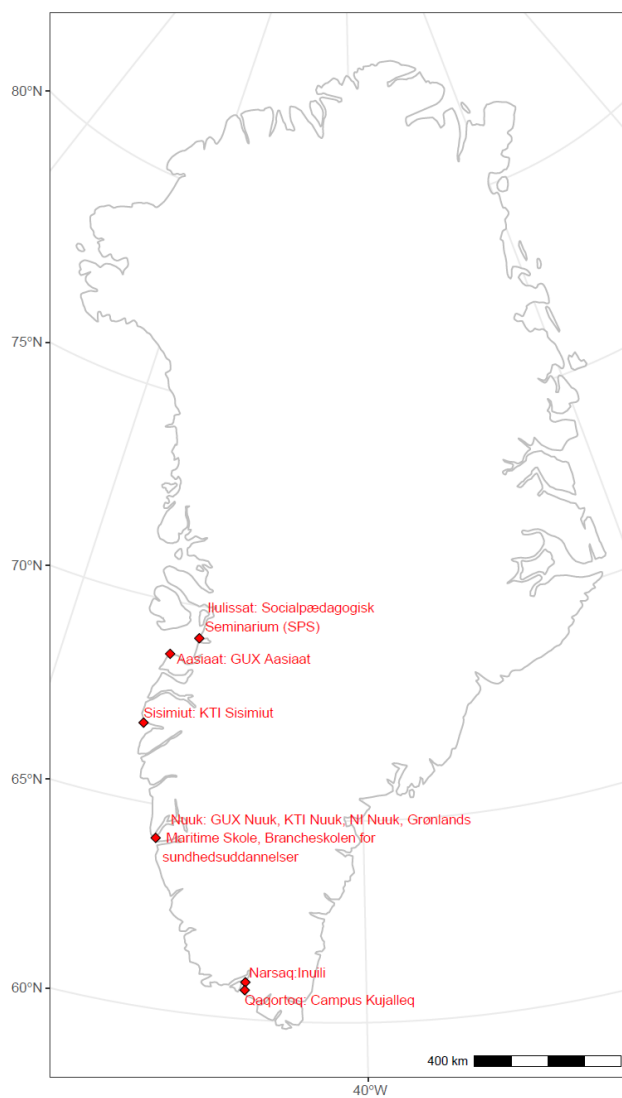 80°N
75°N
70°N
Ilulissat: Socialpædagogisk
Seminarium (SPS)
Aasiaat: GUX Aasiaat
Sisimiut: KTI Sisimiut
65°N
Nuuk: GUX Nuuk, KTI Nuuk, NI Nuuk, Grønlands
Maritime Skole, Brancheskolen for
sundhedsuddannelser
Narsaq:Inuili
60°N
Qaqortoq: Campus Kujalleq
400 km
40°W